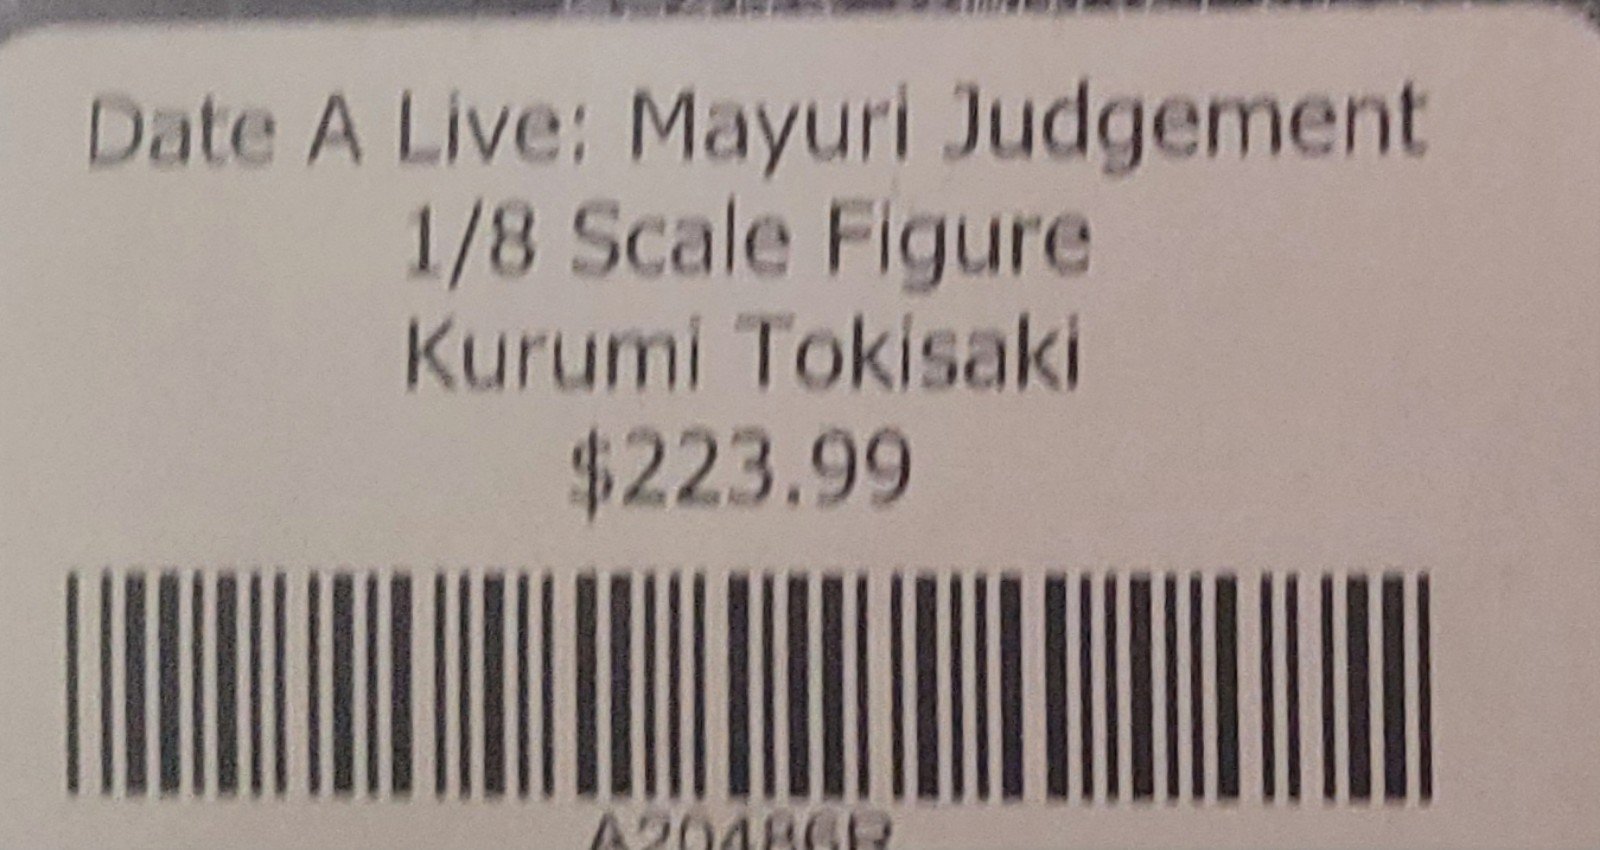 Date A Live: Mayuri Judgement
1/8 Scale Figure
Kurumi Tokisaki
$223.99